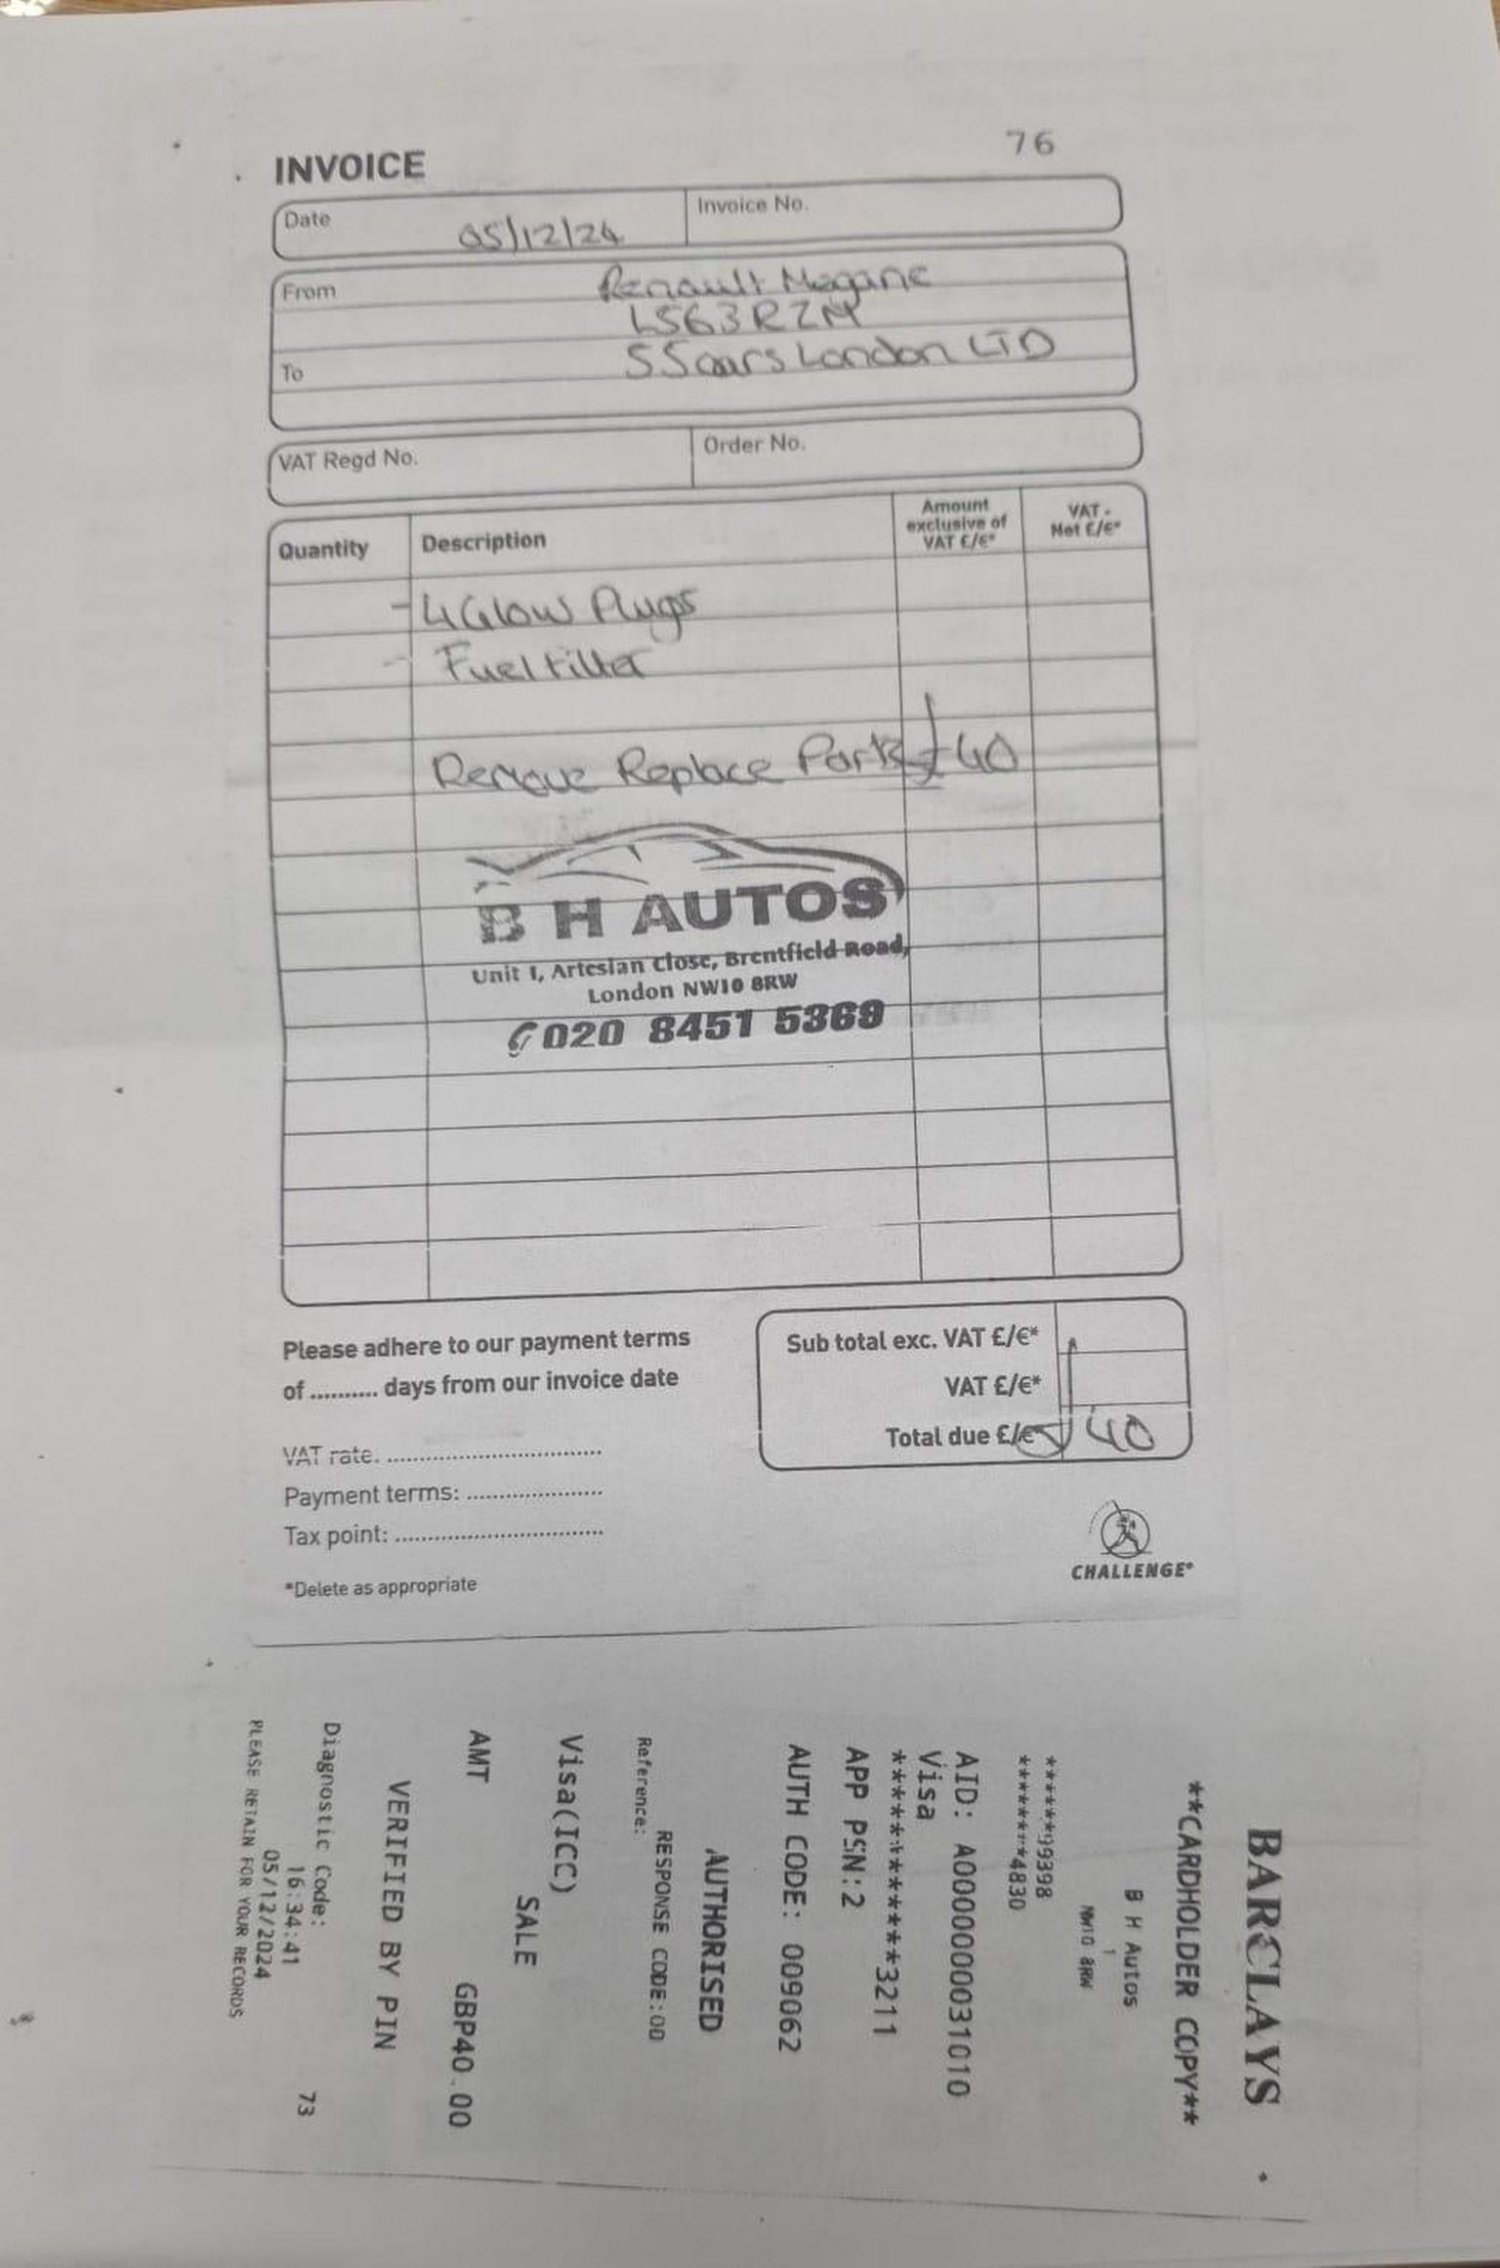 76
INVOICE
Date 05/12/24 Invoice No.
From Renault Megane
LS63RZM
To SScars London LTD
VAT Regd No. Order No.
Quantity Description Amount exclusive of VAT £/€* VAT Net £/€*
-4 Glow Plugs
- Fuel Filter
Remove Replace Parts £40
B H AUTOS
Unit 1, Artesian Close, Brentfield Road,
London NW10 8RW
020 8451 5369
Please adhere to our payment terms
of .......... days from our invoice date
Sub total exc. VAT £/€*
VAT £/€*
Total due £/€* 40
VAT rate. ................................
Payment terms: .....................
Tax point: ................................
*Delete as appropriate
CHALLENGE®
BARCLAYS
**CARDHOLDER COPY**
B H Autos
1
NW10 8RW
******99398
********4830
AID: A0000000031010
Visa
************3211
APP PSN:2
AUTH CODE: 009062
AUTHORISED
RESPONSE CODE:00
Reference:
Visa(ICC)
SALE
AMT GBP40.00
VERIFIED BY PIN
Diagnostic Code:
16:34:41 73
05/12/2024
PLEASE RETAIN FOR YOUR RECORDS